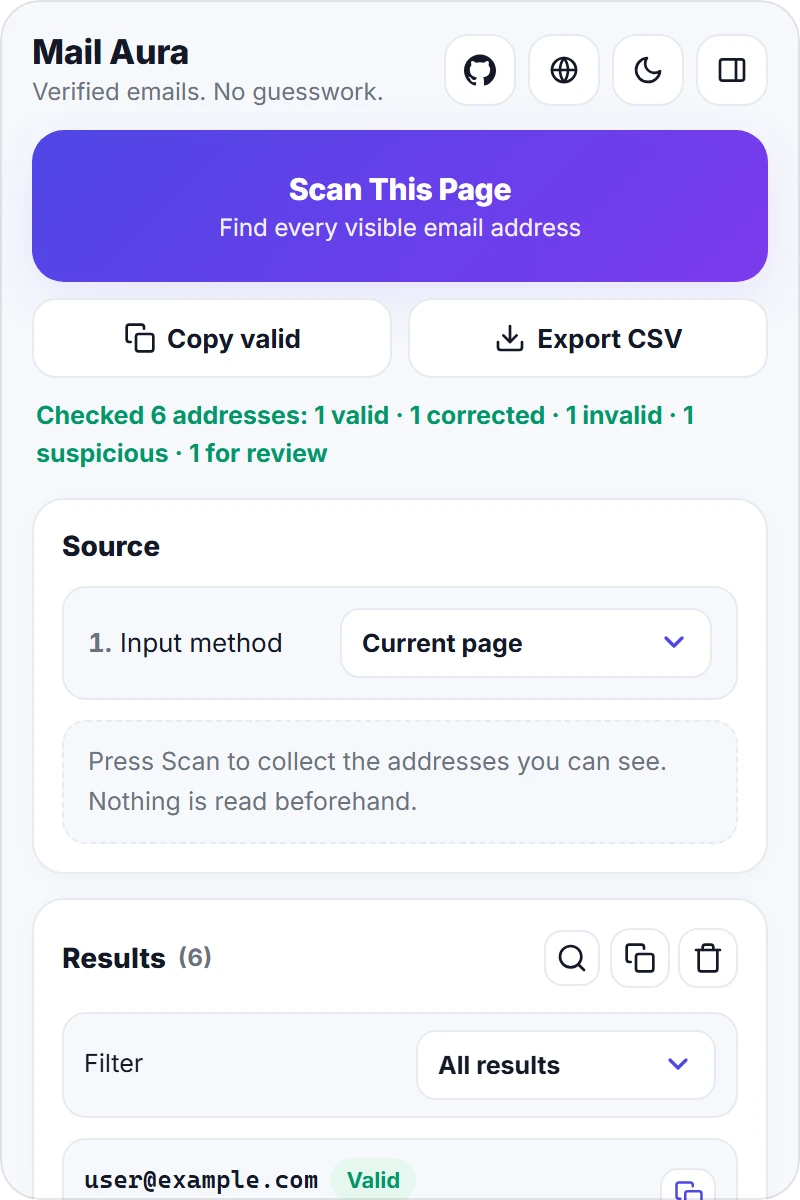 Mail Aura
Verified emails. No guesswork.
Scan This Page
Find every visible email address
Copy valid
Export CSV
Checked 6 addresses: 1 valid · 1 corrected · 1 invalid · 1
suspicious · 1 for review
Source
1. Input method
Current page
Press Scan to collect the addresses you can see.
Nothing is read beforehand.
Results (6)
Filter
All results
user@example.com
Valid